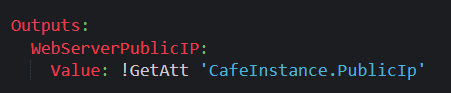 Outputs:
  WebServerPublicIP:
    Value: !GetAtt 'CafeInstance.PublicIp'